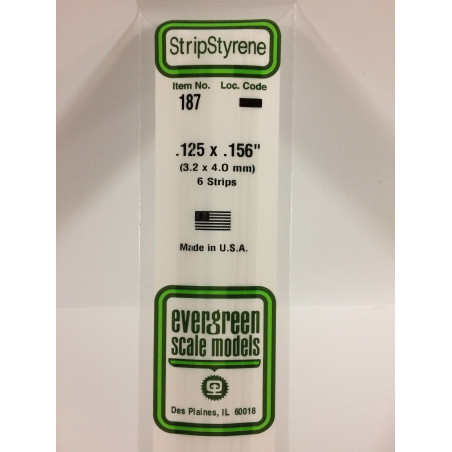 StripStyrene
Item No. Loc. Code
187
.125 x .156"
(3.2 x 4.0 mm)
6 Strips
Made in U.S.A.
evergreen
scale models
Des Plaines, IL 60018